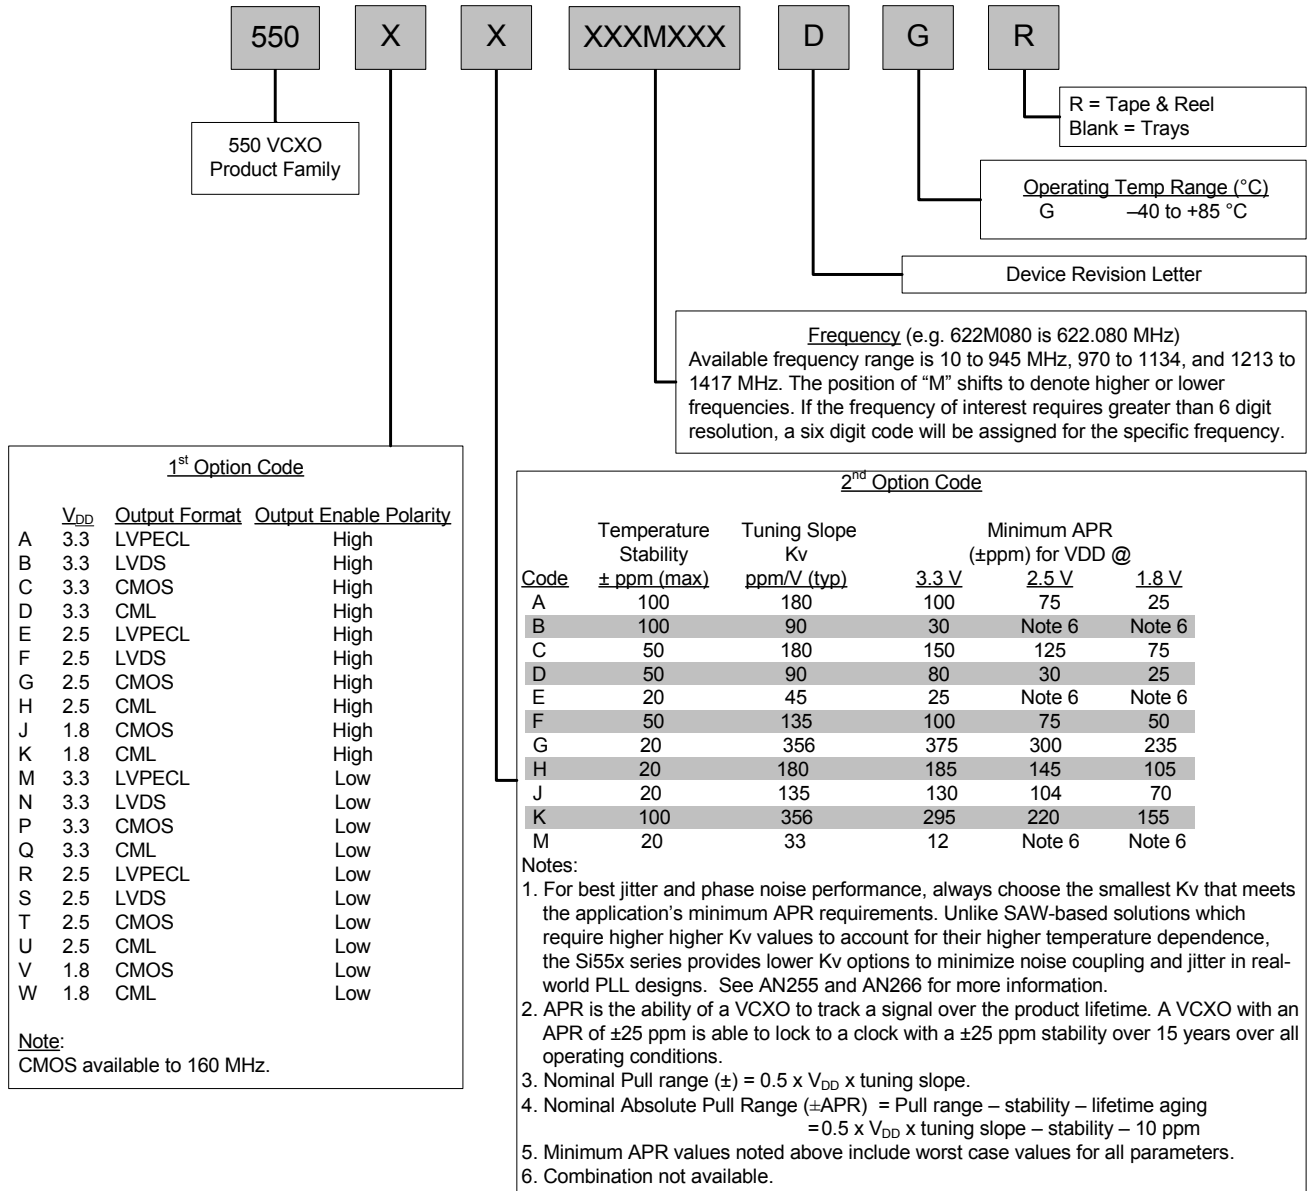 550 X X XXXMXXX D G R
R = Tape & Reel
Blank = Trays
550 VCXO
Product Family
Operating Temp Range (°C)
G –40 to +85 °C
Device Revision Letter
Frequency (e.g. 622M080 is 622.080 MHz)
Available frequency range is 10 to 945 MHz, 970 to 1134, and 1213 to
1417 MHz. The position of “M” shifts to denote higher or lower
frequencies. If the frequency of interest requires greater than 6 digit
resolution, a six digit code will be assigned for the specific frequency.
1st Option Code
VDD Output Format Output Enable Polarity
A 3.3 LVPECL High
B 3.3 LVDS High
C 3.3 CMOS High
D 3.3 CML High
E 2.5 LVPECL High
F 2.5 LVDS High
G 2.5 CMOS High
H 2.5 CML High
J 1.8 CMOS High
K 1.8 CML High
M 3.3 LVPECL Low
N 3.3 LVDS Low
P 3.3 CMOS Low
Q 3.3 CML Low
R 2.5 LVPECL Low
S 2.5 LVDS Low
T 2.5 CMOS Low
U 2.5 CML Low
V 1.8 CMOS Low
W 1.8 CML Low
Note:
CMOS available to 160 MHz.
2nd Option Code
Temperature Tuning Slope Minimum APR
Stability Kv (±ppm) for VDD @
Code ± ppm (max) ppm/V (typ) 3.3 V 2.5 V 1.8 V
A 100 180 100 75 25
B 100 90 30 Note 6 Note 6
C 50 180 150 125 75
D 50 90 80 30 25
E 20 45 25 Note 6 Note 6
F 50 135 100 75 50
G 20 356 375 300 235
H 20 180 185 145 105
J 20 135 130 104 70
K 100 356 295 220 155
M 20 33 12 Note 6 Note 6
Notes:
1. For best jitter and phase noise performance, always choose the smallest Kv that meets
the application’s minimum APR requirements. Unlike SAW-based solutions which
require higher higher Kv values to account for their higher temperature dependence,
the Si55x series provides lower Kv options to minimize noise coupling and jitter in real-
world PLL designs. See AN255 and AN266 for more information.
2. APR is the ability of a VCXO to track a signal over the product lifetime. A VCXO with an
APR of ±25 ppm is able to lock to a clock with a ±25 ppm stability over 15 years over all
operating conditions.
3. Nominal Pull range (±) = 0.5 x VDD x tuning slope.
4. Nominal Absolute Pull Range (±APR) = Pull range – stability – lifetime aging
= 0.5 x VDD x tuning slope – stability – 10 ppm
5. Minimum APR values noted above include worst case values for all parameters.
6. Combination not available.